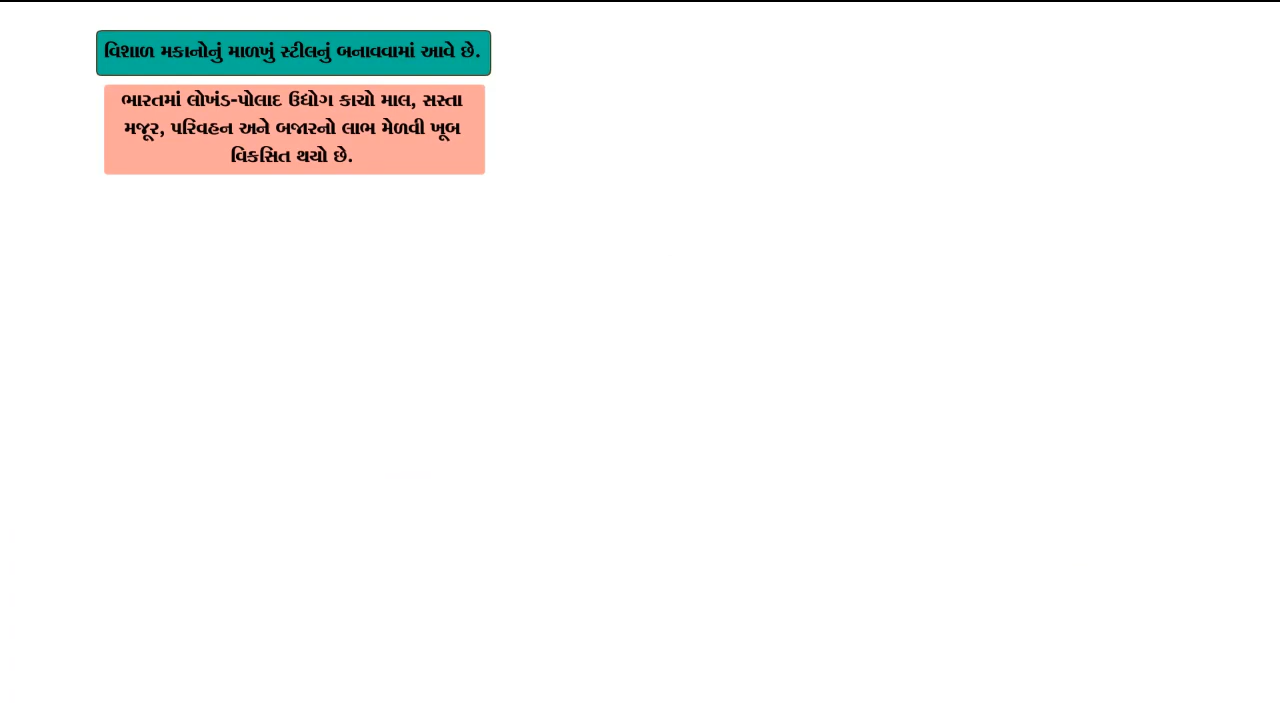 વિશાળ મકાનોનું માળખું સ્ટીલનું બનાવવામાં આવે છે.
ભારતમાં લોખંડ-પોલાદ ઉદ્યોગ કાચો માલ, સસ્તા
મજૂર, પરિવહન અને બજારનો લાભ મેળવી ખૂબ
વિકસિત થયો છે.